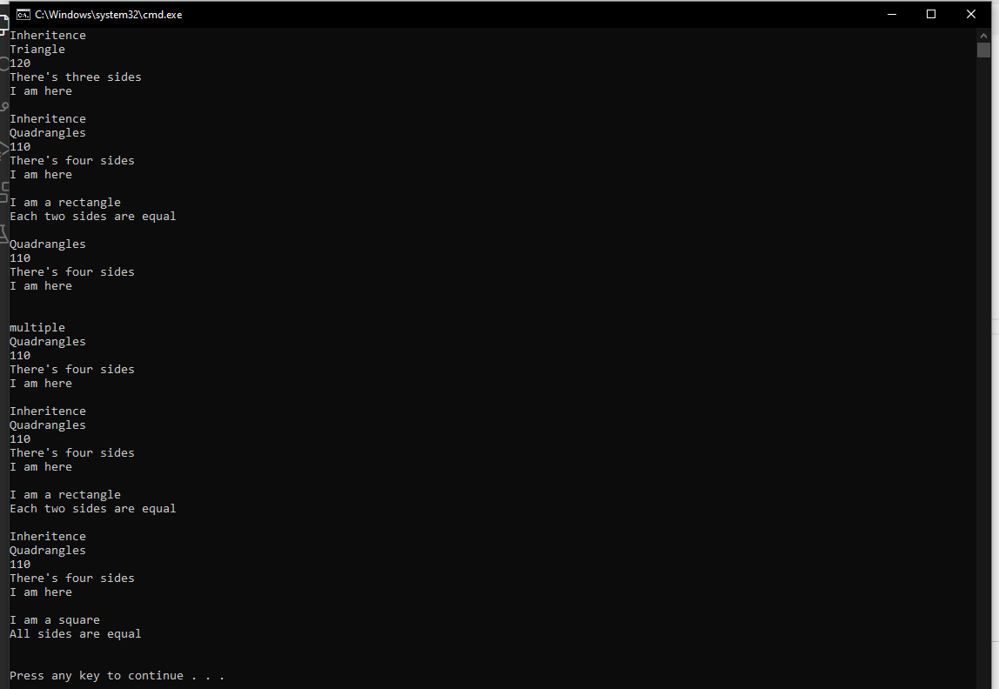 C:\Windows\system32\cmd.exe
Inheritence
Triangle
120
There's three sides
I am here
Inheritence
Quadrangles
110
There's four sides
I am here
I am a rectangle
Each two sides are equal
Quadrangles
110
There's four sides
I am here
multiple
Quadrangles
110
There's four sides
I am here
Inheritence
Quadrangles
110
There's four sides
I am here
I am a rectangle
Each two sides are equal
Inheritence
Quadrangles
110
There's four sides
I am here
I am a square
All sides are equal
Press any key to continue . . .